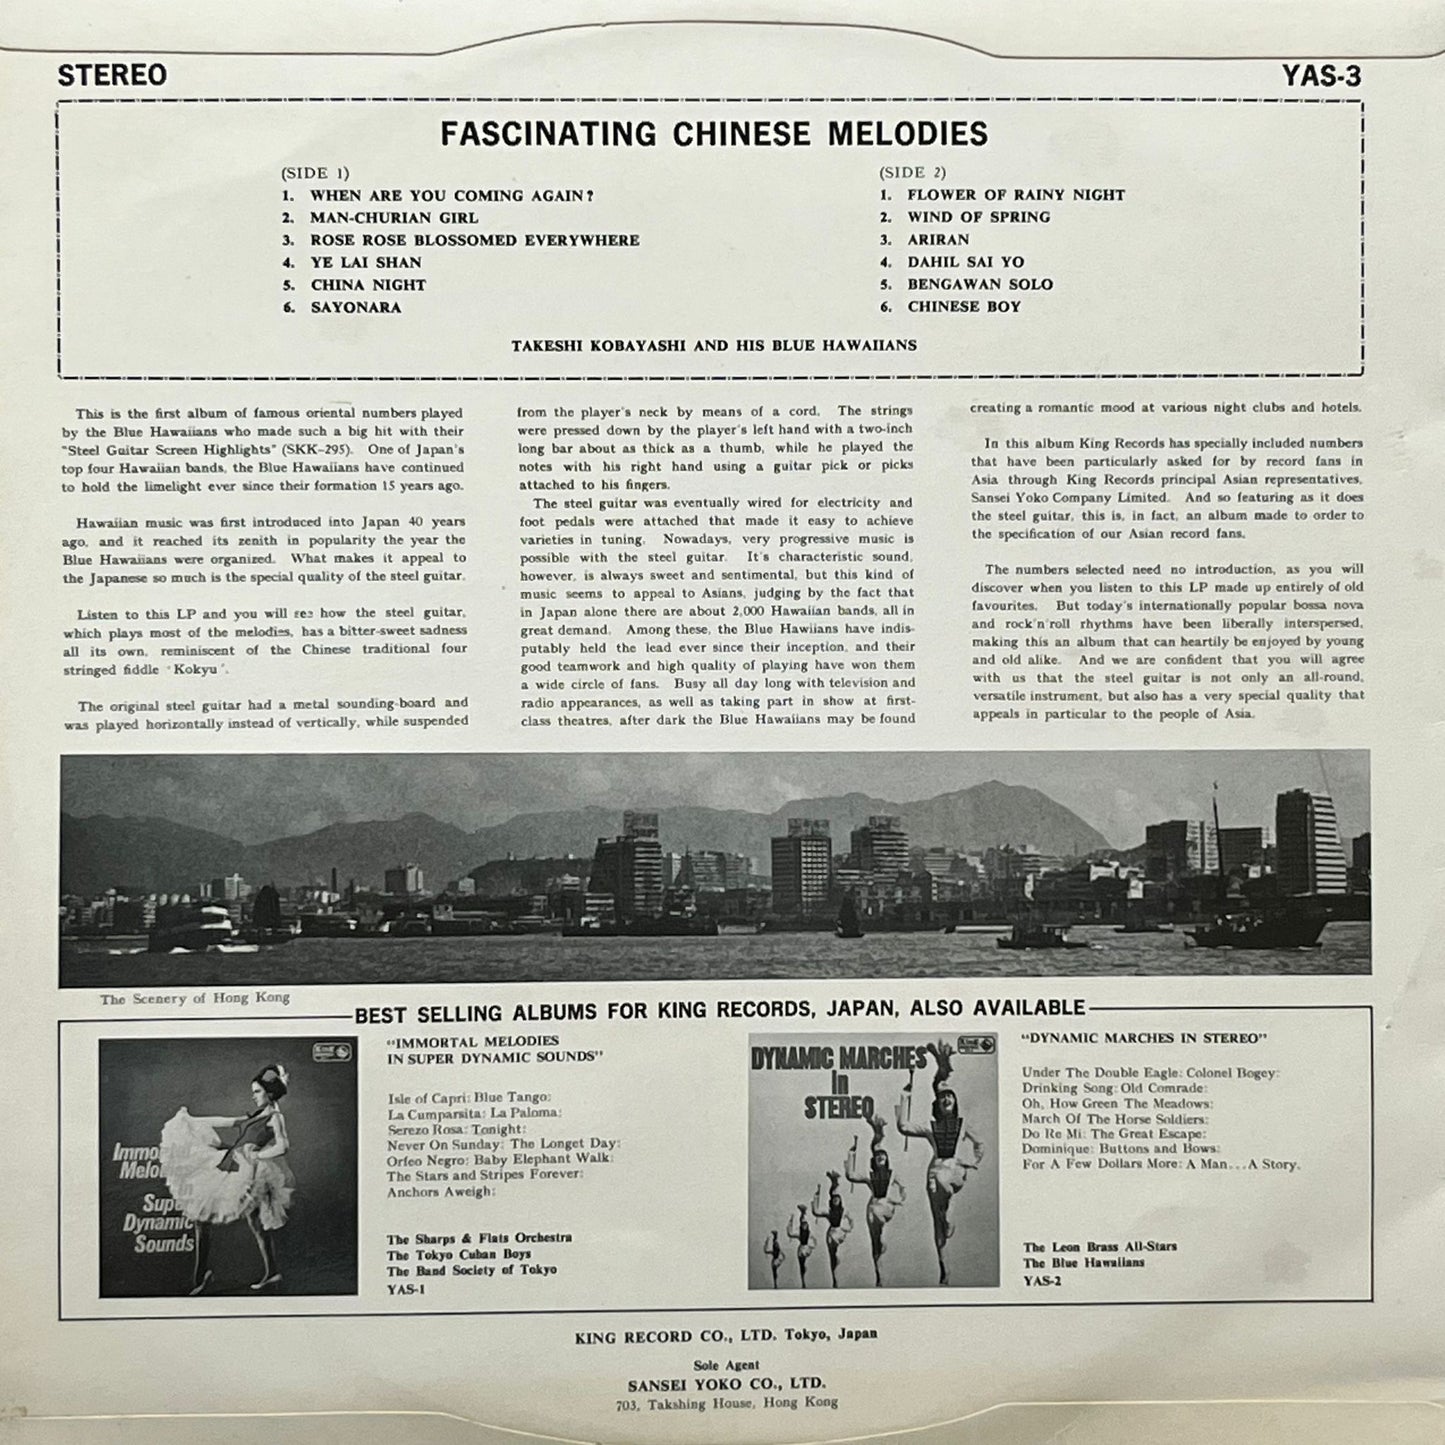 STEREO
YAS-3
FASCINATING CHINESE MELODIES
(SIDE 1)
1. WHEN ARE YOU COMING AGAIN?
2. MAN-CHURIAN GIRL
3. ROSE ROSE BLOSSOMED EVERYWHERE
4. YE LAI SHAN
5. CHINA NIGHT
6. SAYONARA
(SIDE 2)
1. FLOWER OF RAINY NIGHT
2. WIND OF SPRING
3. ARIRAN
4. DAHIL SAI YO
5. BENGAWAN SOLO
6. CHINESE BOY
TAKESHI KOBAYASHI AND HIS BLUE HAWAIIANS
This is the first album of famous oriental numbers played
by the Blue Hawaiians who made such a big hit with their
"Steel Guitar Screen Highlights" (SKK-295). One of Japan's
top four Hawaiian bands, the Blue Hawaiians have continued
to hold the limelight ever since their formation 15 years ago.
Hawaiian music was first introduced into Japan 40 years
ago, and it reached its zenith in popularity the year the
Blue Hawaiians were organized. What makes it appeal to
the Japanese so much is the special quality of the steel guitar.
Listen to this LP and you will see how the steel guitar,
which plays most of the melodies, has a bitter-sweet sadness
all its own, reminiscent of the Chinese traditional four
stringed fiddle 'Kokyu'.
The original steel guitar had a metal sounding-board and
was played horizontally instead of vertically, while suspended
from the player's neck by means of a cord. The strings
were pressed down by the player's left hand with a two-inch
long bar about as thick as a thumb, while he played the
notes with his right hand using a guitar pick or picks
attached to his fingers.
The steel guitar was eventually wired for electricity and
foot pedals were attached that made it easy to achieve
varieties in tuning. Nowadays, very progressive music is
possible with the steel guitar. It's characteristic sound,
however, is always sweet and sentimental, but this kind of
music seems to appeal to Asians, judging by the fact that
in Japan alone there are about 2,000 Hawaiian bands, all in
great demand. Among these, the Blue Hawiians have indis-
putably held the lead ever since their inception, and their
good teamwork and high quality of playing have won them
a wide circle of fans. Busy all day long with television and
radio appearances, as well as taking part in show at first-
class theatres, after dark the Blue Hawaiians may be found
creating a romantic mood at various night clubs and hotels.
In this album King Records has specially included numbers
that have been particularly asked for by record fans in
Asia through King Records principal Asian representatives,
Sansei Yoko Company Limited. And so featuring as it does
the steel guitar, this is, in fact, an album made to order to
the specification of our Asian record fans.
The numbers selected need no introduction, as you will
discover when you listen to this LP made up entirely of old
favourites. But today's internationally popular bossa nova
and rock'n'roll rhythms have been liberally interspersed,
making this an album that can heartily be enjoyed by young
and old alike. And we are confident that you will agree
with us that the steel guitar is not only an all-round,
versatile instrument, but also has a very special quality that
appeals in particular to the people of Asia.
The Scenery of Hong Kong
BEST SELLING ALBUMS FOR KING RECORDS, JAPAN, ALSO AVAILABLE
Super
Dynamic
Sounds
"IMMORTAL MELODIES
IN SUPER DYNAMIC SOUNDS"
Isle of Capri: Blue Tango:
La Cumparsita: La Paloma:
Serezo Rosa: Tonight:
Never On Sunday: The Longet Day:
Orfeo Negro: Baby Elephant Walk:
The Stars and Stripes Forever:
Anchors Aweigh:
The Sharps & Flats Orchestra
The Tokyo Cuban Boys
The Band Society of Tokyo
YAS-1
DYNAMIC MARCHES
in
STEREO
"DYNAMIC MARCHES IN STEREO"
Under The Double Eagle: Colonel Bogey:
Drinking Song: Old Comrade:
Oh, How Green The Meadows:
March Of The Horse Soldiers:
Do Re Mi: The Great Escape:
Dominique: Buttons and Bows:
For A Few Dollars More: A Man...A Story.
The Leon Brass All-Stars
The Blue Hawaiians
YAS-2
KING RECORD CO., LTD. Tokyo, Japan
Sole Agent
SANSEI YOKO CO., LTD.
703, Takshing House, Hong Kong